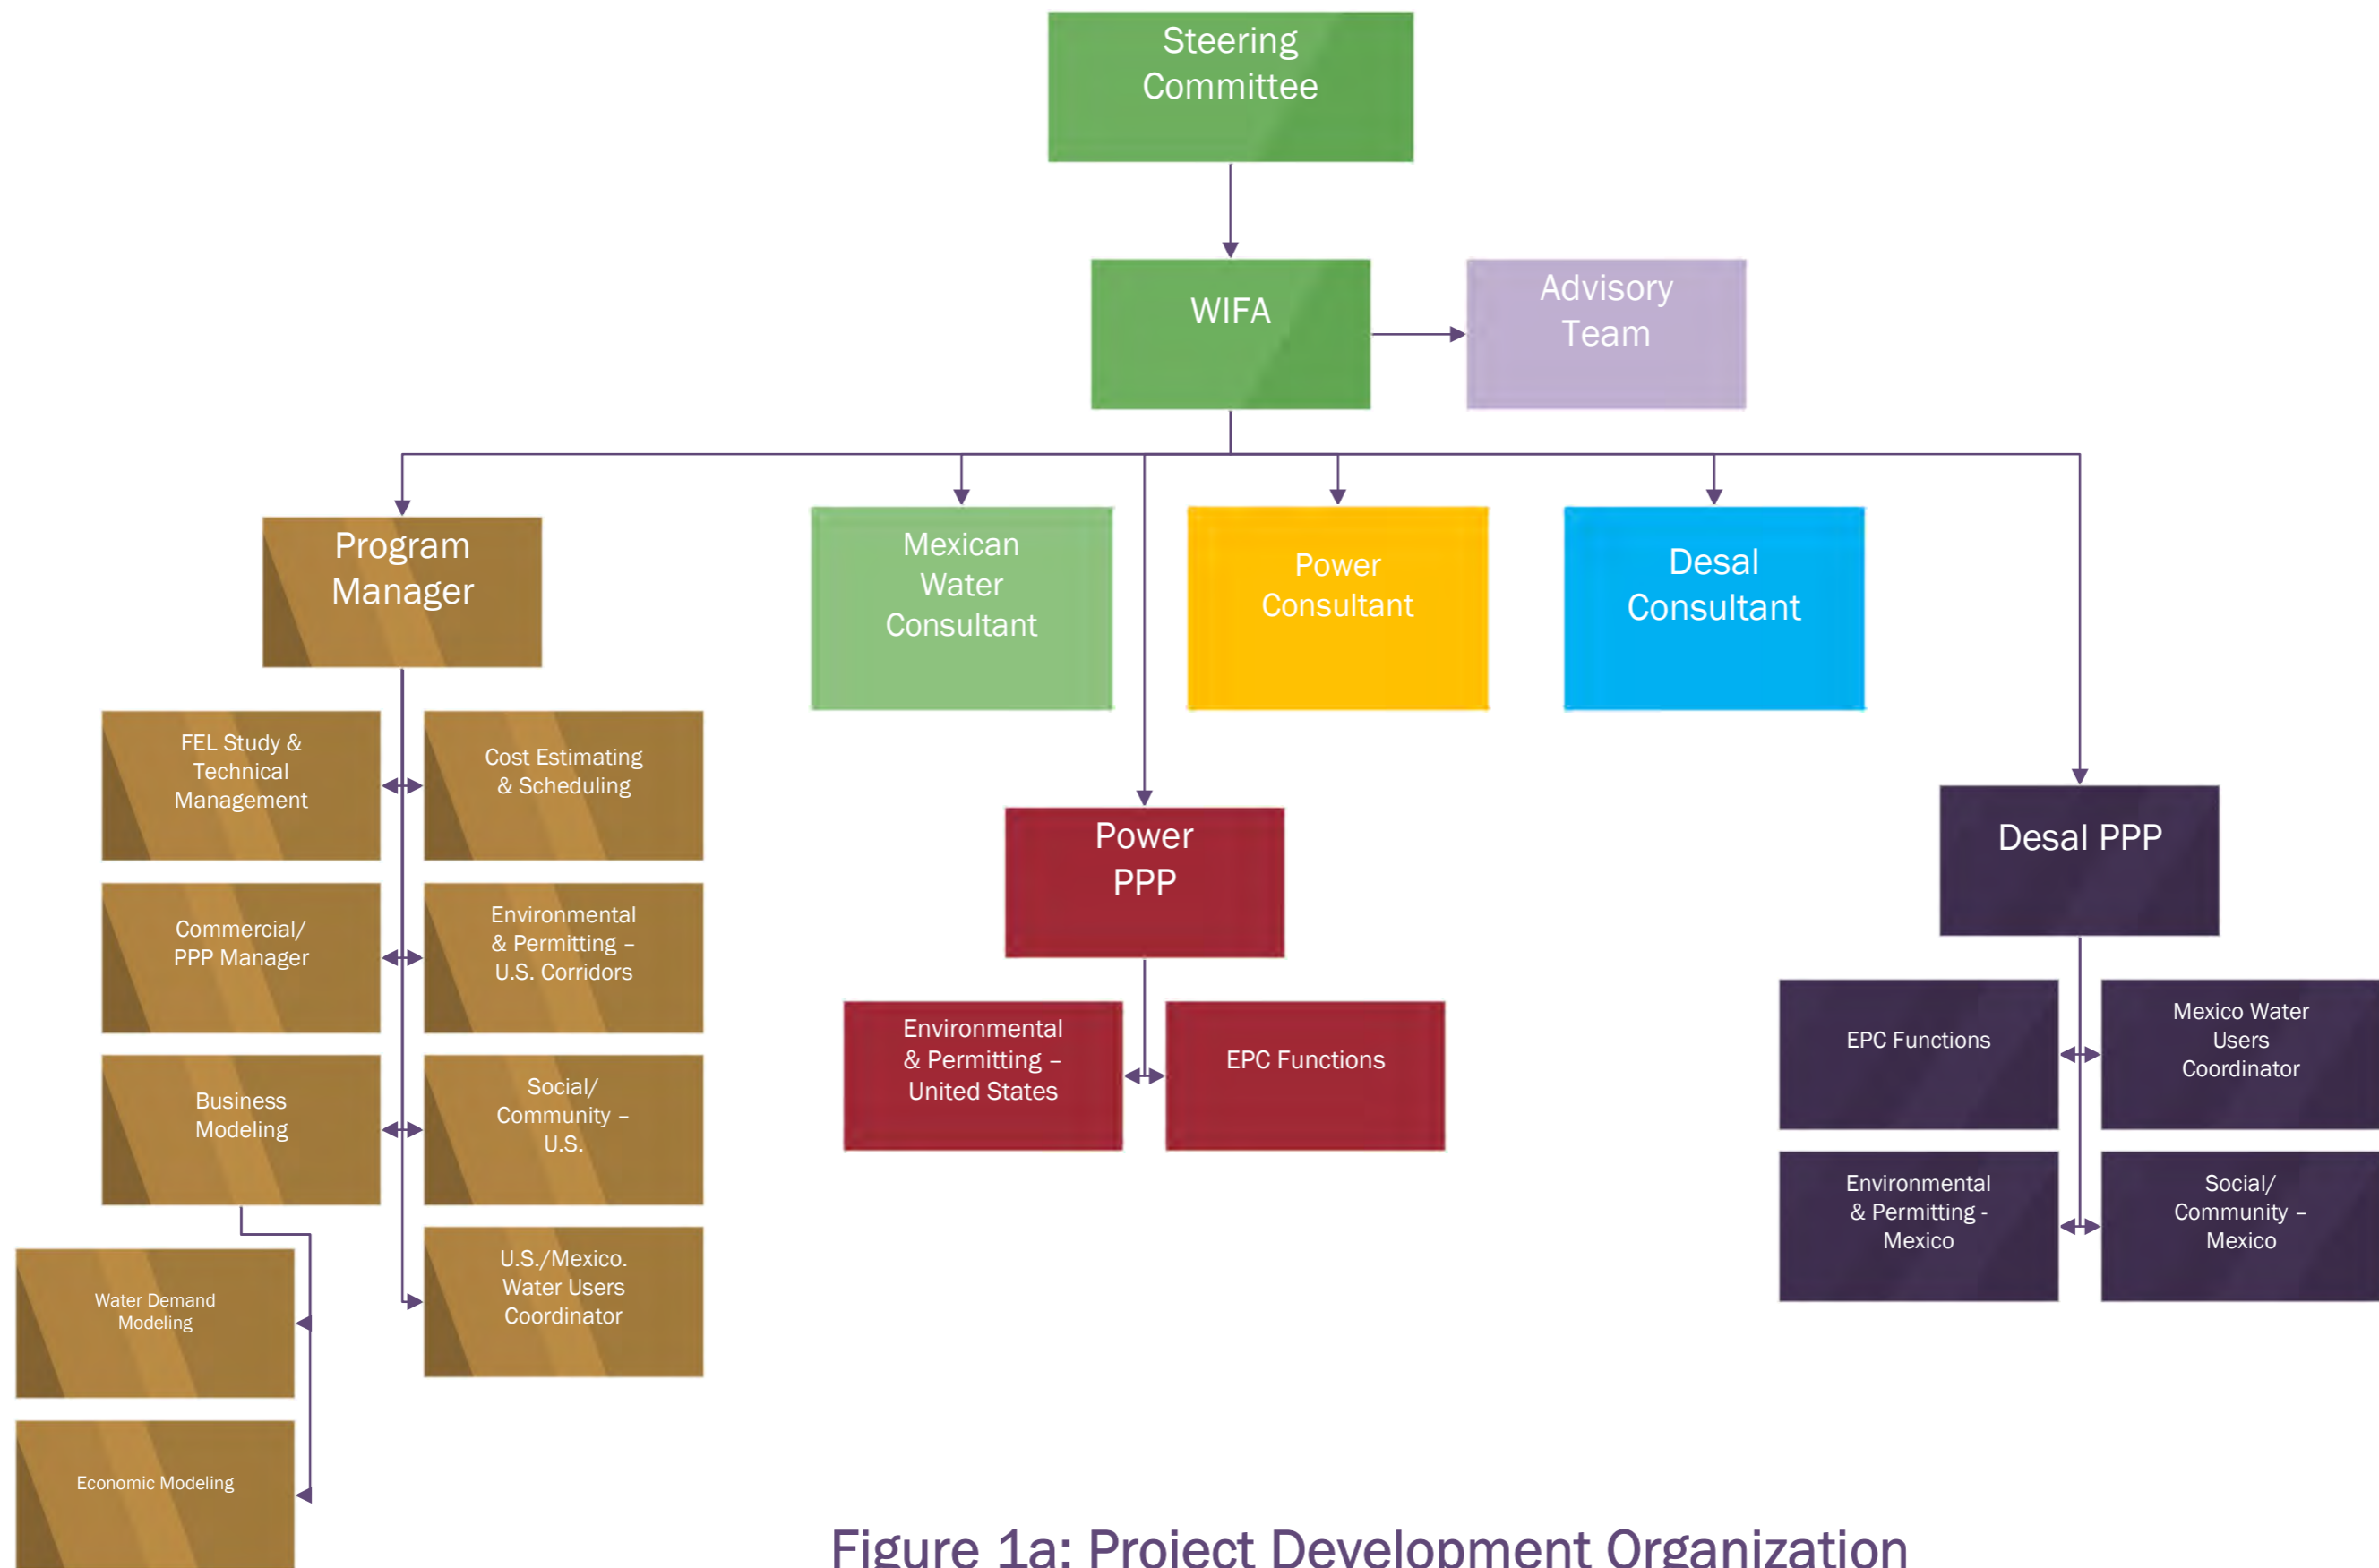 Steering
Committee
WIFA
Advisory
Team
Program
Manager
Mexican
Water
Consultant
Power
Consultant
Desal
Consultant
FEL Study &
Technical
Management
Cost Estimating
& Scheduling
Commercial/
PPP Manager
Environmental
& Permitting –
U.S. Corridors
Business
Modeling
Social/
Community –
U.S.
U.S./Mexico.
Water Users
Coordinator
Water Demand
Modeling
Economic Modeling
Power
PPP
Environmental
& Permitting –
United States
EPC Functions
Desal PPP
EPC Functions
Mexico Water
Users
Coordinator
Environmental
& Permitting -
Mexico
Social/
Community –
Mexico
Figure 1a: Project Development Organization